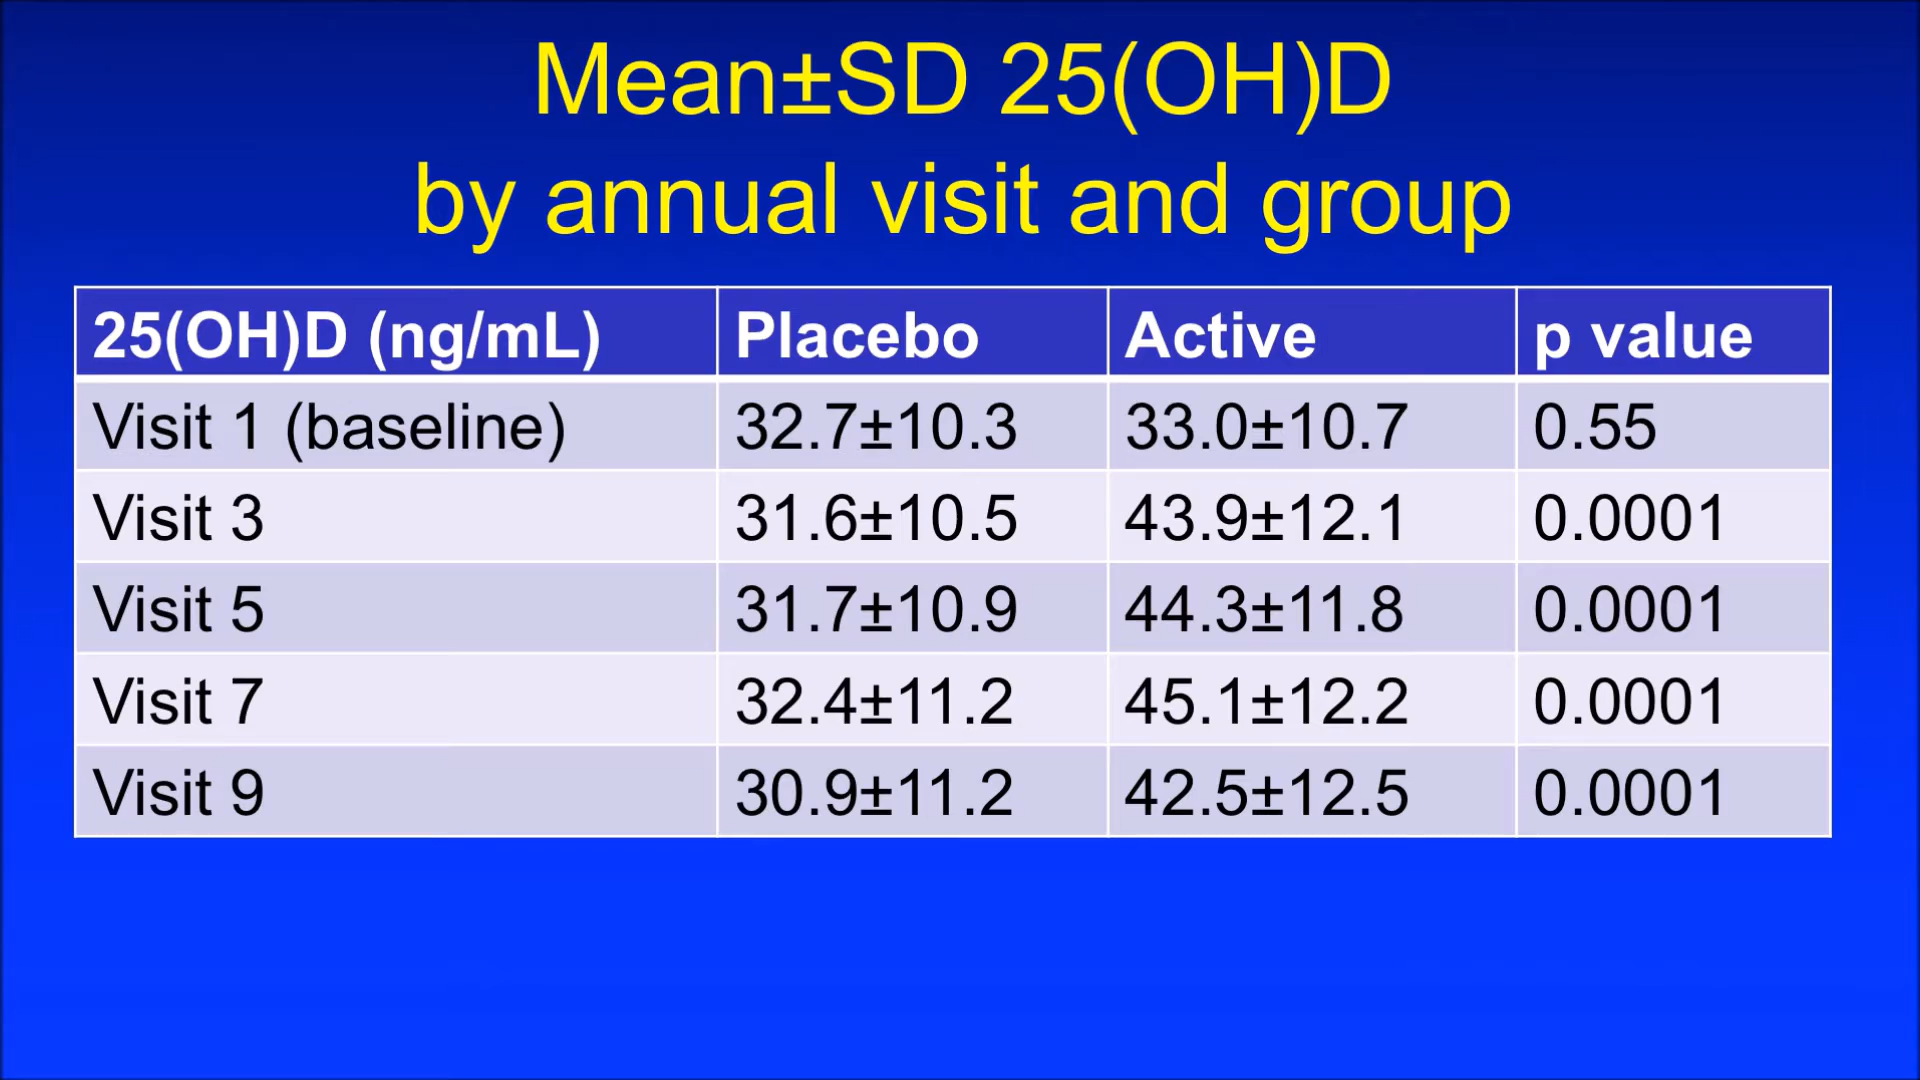 Mean±SD 25(OH)D
by annual visit and group
25(OH)D (ng/mL) Placebo Active p value
Visit 1 (baseline) 32.7±10.3 33.0±10.7 0.55
Visit 3 31.6±10.5 43.9±12.1 0.0001
Visit 5 31.7±10.9 44.3±11.8 0.0001
Visit 7 32.4±11.2 45.1±12.2 0.0001
Visit 9 30.9±11.2 42.5±12.5 0.0001